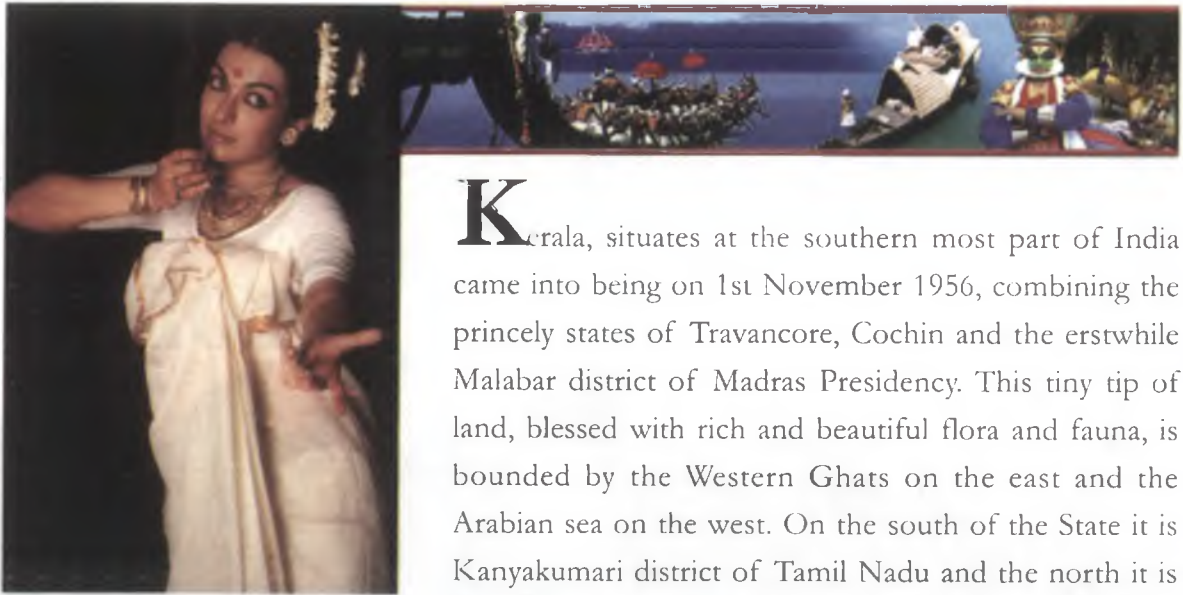 Kerala, situates at the southern most part of India
came into being on 1st November 1956, combining the
princely states of Travancore, Cochin and the erstwhile
Malabar district of Madras Presidency. This tiny tip of
land, blessed with rich and beautiful flora and fauna, is
bounded by the Western Ghats on the east and the
Arabian sea on the west. On the south of the State it is
Kanyakumari district of Tamil Nadu and the north it is